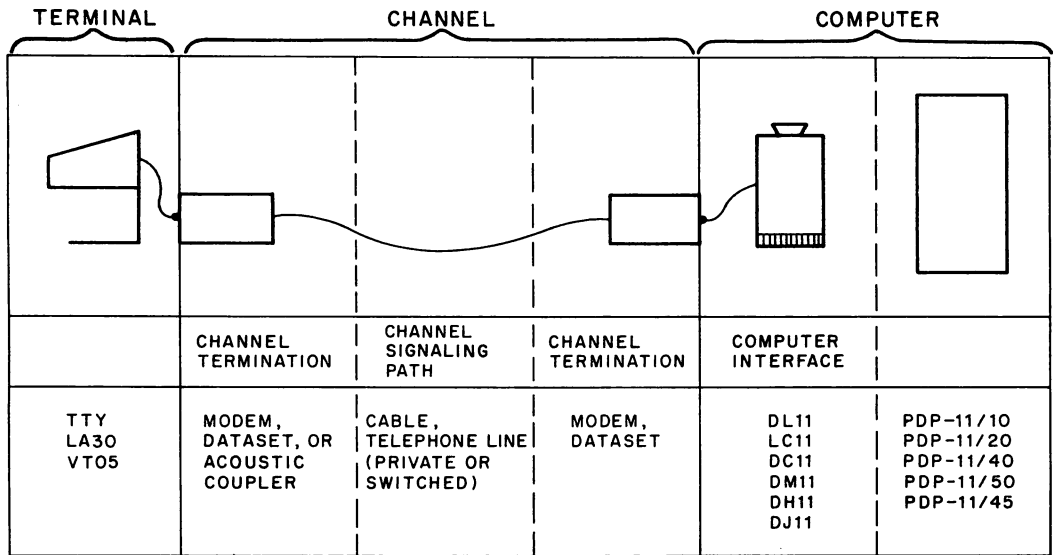 TERMINAL
CHANNEL
COMPUTER
CHANNEL
TERMINATION
CHANNEL
SIGNALING
PATH
CHANNEL
TERMINATION
COMPUTER
INTERFACE
TTY
LA30
VT05
MODEM,
DATASET, OR
ACOUSTIC
COUPLER
CABLE,
TELEPHONE LINE
(PRIVATE OR
SWITCHED)
MODEM,
DATASET
DL11
LC11
DC11
DM11
DH11
DJ11
PDP-11/10
PDP-11/20
PDP-11/40
PDP-11/50
PDP-11/45